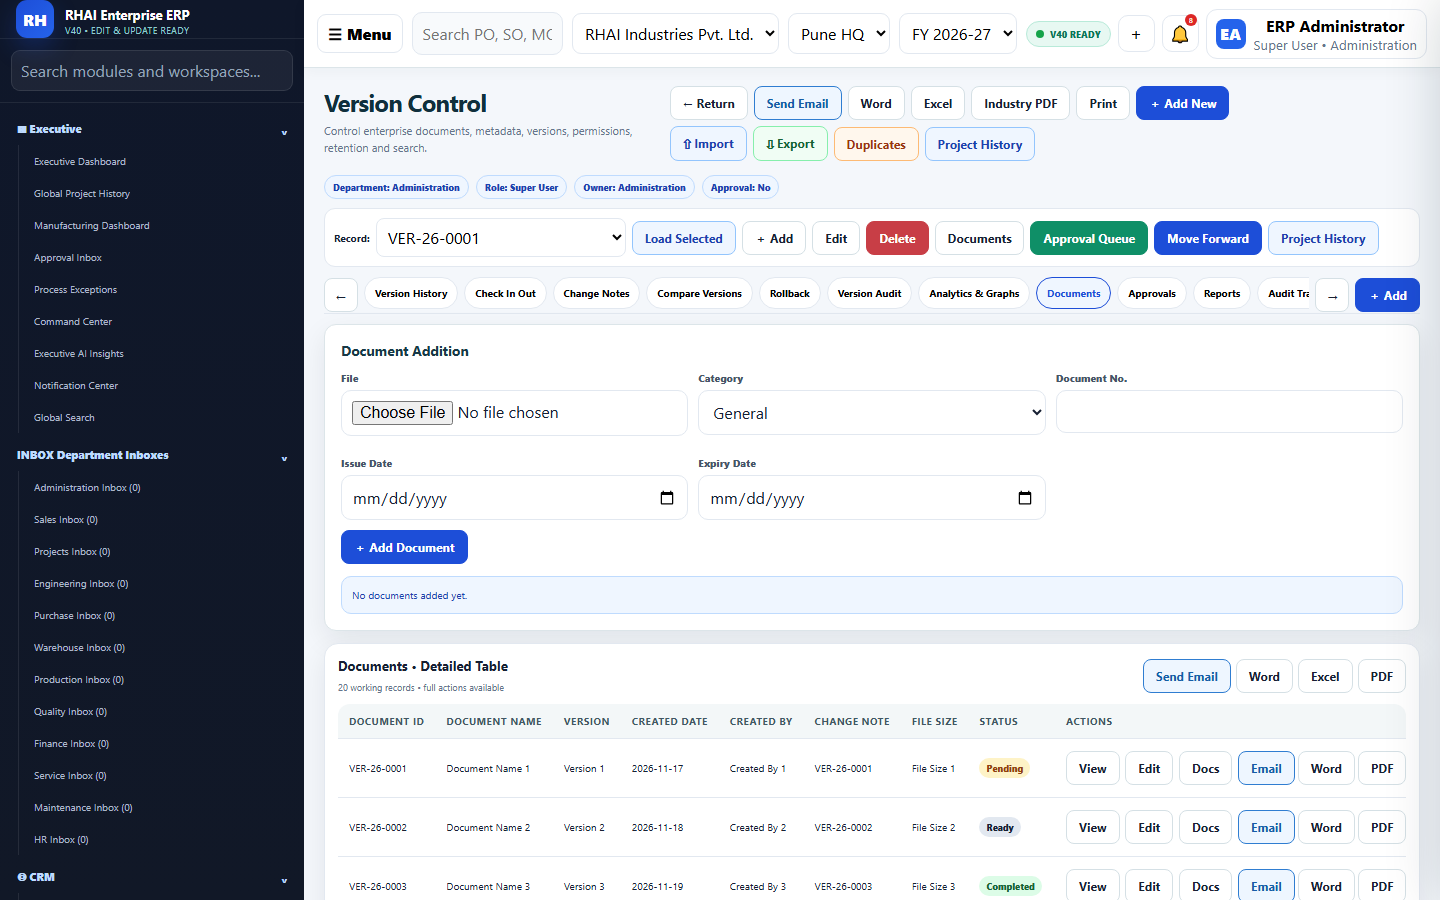 RH
RHAI Enterprise ERP
V40 • EDIT & UPDATE READY
Search modules and workspaces...
Executive
Executive Dashboard
Global Project History
Manufacturing Dashboard
Approval Inbox
Process Exceptions
Command Center
Executive AI Insights
Notification Center
Global Search
INBOX Department Inboxes
Administration Inbox (0)
Sales Inbox (0)
Projects Inbox (0)
Engineering Inbox (0)
Purchase Inbox (0)
Warehouse Inbox (0)
Production Inbox (0)
Quality Inbox (0)
Finance Inbox (0)
Service Inbox (0)
Maintenance Inbox (0)
HR Inbox (0)
CRM
☰ Menu
Search PO, SO, MO
RHAI Industries Pvt. Ltd.
Pune HQ
FY 2026-27
V40 READY
+
8
EA
ERP Administrator
Super User • Administration
Version Control
Control enterprise documents, metadata, versions, permissions,
retention and search.
← Return
Send Email
Word
Excel
Industry PDF
Print
+ Add New
⇧ Import
⇩ Export
Duplicates
Project History
Department: Administration
Role: Super User
Owner: Administration
Approval: No
Record:
VER-26-0001
Load Selected
+ Add
Edit
Delete
Documents
Approval Queue
Move Forward
Project History
←
Version History
Check In Out
Change Notes
Compare Versions
Rollback
Version Audit
Analytics & Graphs
Documents
Approvals
Reports
Audit Tra
→
+ Add
Document Addition
File
Category
Document No.
Choose File No file chosen
General
Issue Date
Expiry Date
mm/dd/yyyy
mm/dd/yyyy
+ Add Document
No documents added yet.
Documents • Detailed Table
20 working records • full actions available
Send Email
Word
Excel
PDF
DOCUMENT ID DOCUMENT NAME VERSION CREATED DATE CREATED BY CHANGE NOTE FILE SIZE STATUS ACTIONS
VER-26-0001 Document Name 1 Version 1 2026-11-17 Created By 1 VER-26-0001 File Size 1 Pending View Edit Docs Email Word PDF
VER-26-0002 Document Name 2 Version 2 2026-11-18 Created By 2 VER-26-0002 File Size 2 Ready View Edit Docs Email Word PDF
VER-26-0003 Document Name 3 Version 3 2026-11-19 Created By 3 VER-26-0003 File Size 3 Completed View Edit Docs Email Word PDF